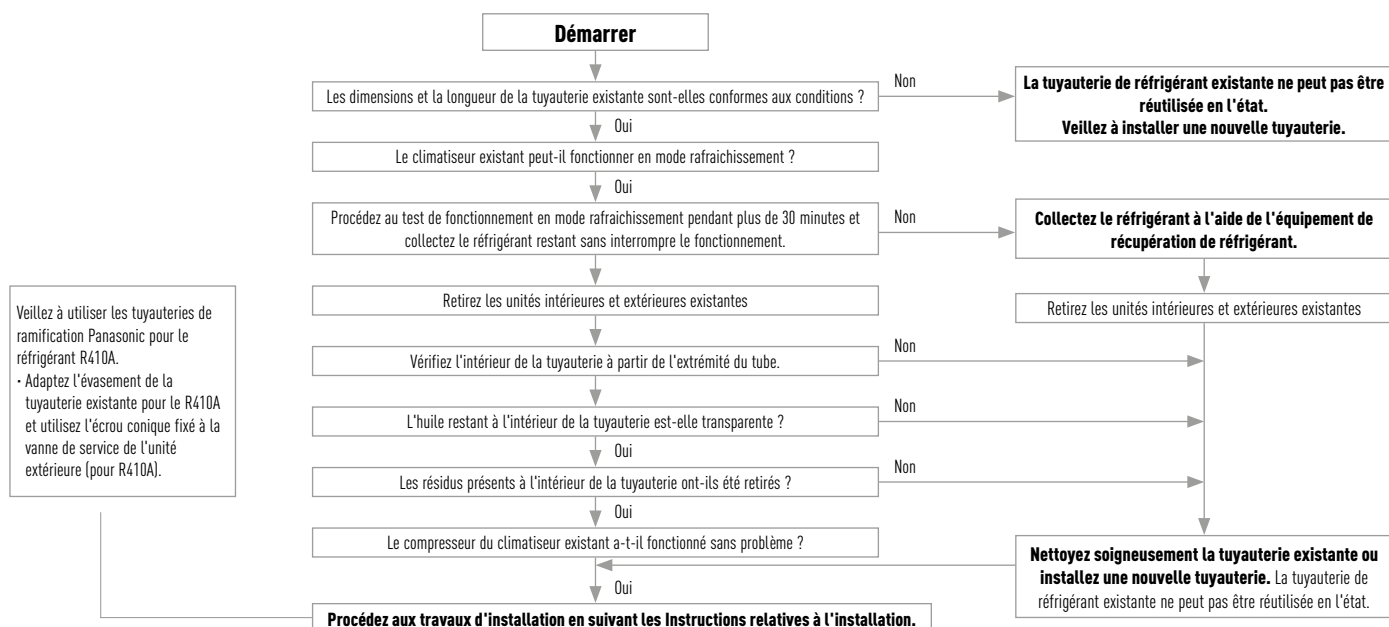 Démarrer
Les dimensions et la longueur de la tuyauterie existante sont-elles conformes aux conditions ?
Non
La tuyauterie de réfrigérant existante ne peut pas être
réutilisée en l'état.
Veillez à installer une nouvelle tuyauterie.
Oui
Le climatiseur existant peut-il fonctionner en mode rafraichissement ?
Oui
Procédez au test de fonctionnement en mode rafraichissement pendant plus de 30 minutes et
collectez le réfrigérant restant sans interrompre le fonctionnement.
Non
Collectez le réfrigérant à l'aide de l'équipement de
récupération de réfrigérant.
Retirez les unités intérieures et extérieures existantes
Retirez les unités intérieures et extérieures existantes
Veillez à utiliser les tuyauteries de
ramification Panasonic pour le
réfrigérant R410A.
· Adaptez l'évasement de la
tuyauterie existante pour le R410A
et utilisez l'écrou conique fixé à la
vanne de service de l'unité
extérieure (pour R410A).
Vérifiez l'intérieur de la tuyauterie à partir de l'extrémité du tube.
Non
L'huile restant à l'intérieur de la tuyauterie est-elle transparente ?
Non
Oui
Les résidus présents à l'intérieur de la tuyauterie ont-ils été retirés ?
Non
Oui
Le compresseur du climatiseur existant a-t-il fonctionné sans problème ?
Nettoyez soigneusement la tuyauterie existante ou
installez une nouvelle tuyauterie. La tuyauterie de
réfrigérant existante ne peut pas être réutilisée en l'état.
Oui
Procédez aux travaux d'installation en suivant les Instructions relatives à l'installation.